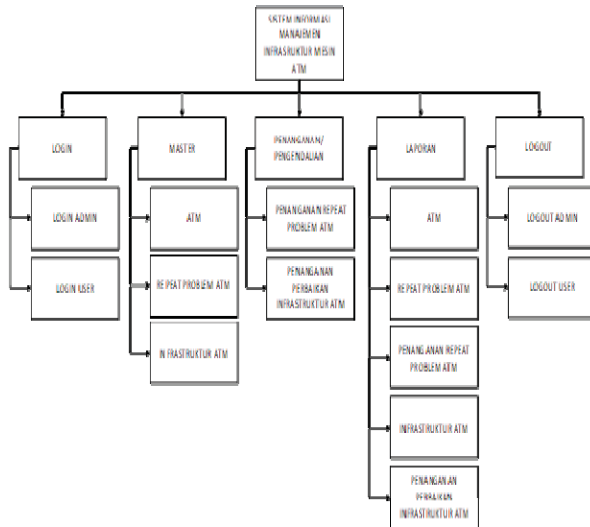 SISTEM INFORMASI
MANAJEMEN
INFRASRUKTUR MESIN
ATM
LOGIN
MASTER
PENANGANAN/
PENGENDALIAN
LAPORAN
LOGOUT
LOGIN ADMIN
ATM
PENANGANAN REPEAT
PROBLEM ATM
ATM
LOGOUT ADMIN
LOGIN USER
REPEAT PROBLEM ATM
PENANGANAN
PERBAIKAN
INFRASTRUKTUR ATM
REPEAT PROBLEM ATM
LOGOUT USER
INFRASTRUKTUR ATM
PENANGANAN REPEAT
PROBLEM ATM
INFRASTRUKTUR ATM
PENANGANAN
PERBAIKAN
INFRASTRUKTUR ATM